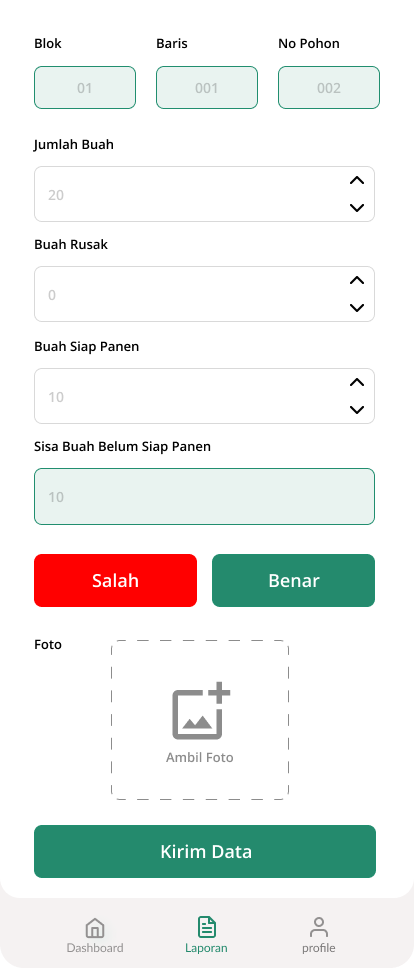 Blok Baris No Pohon
01 001 002
Jumlah Buah
20
Buah Rusak
0
Buah Siap Panen
10
Sisa Buah Belum Siap Panen
10
Salah Benar
Foto
Ambil Foto
Kirim Data
Dashboard Laporan profile